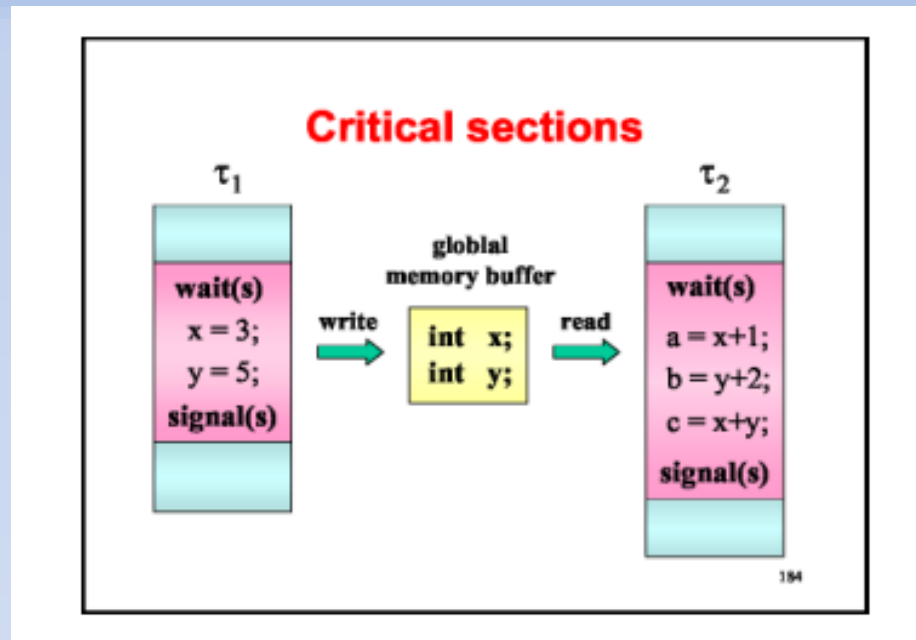 Critical sections
τ1
wait(s)
x = 3;
y = 5;
signal(s)
write
globlal
memory buffer
int x;
int y;
read
τ2
wait(s)
a = x+1;
b = y+2;
c = x+y;
signal(s)
184